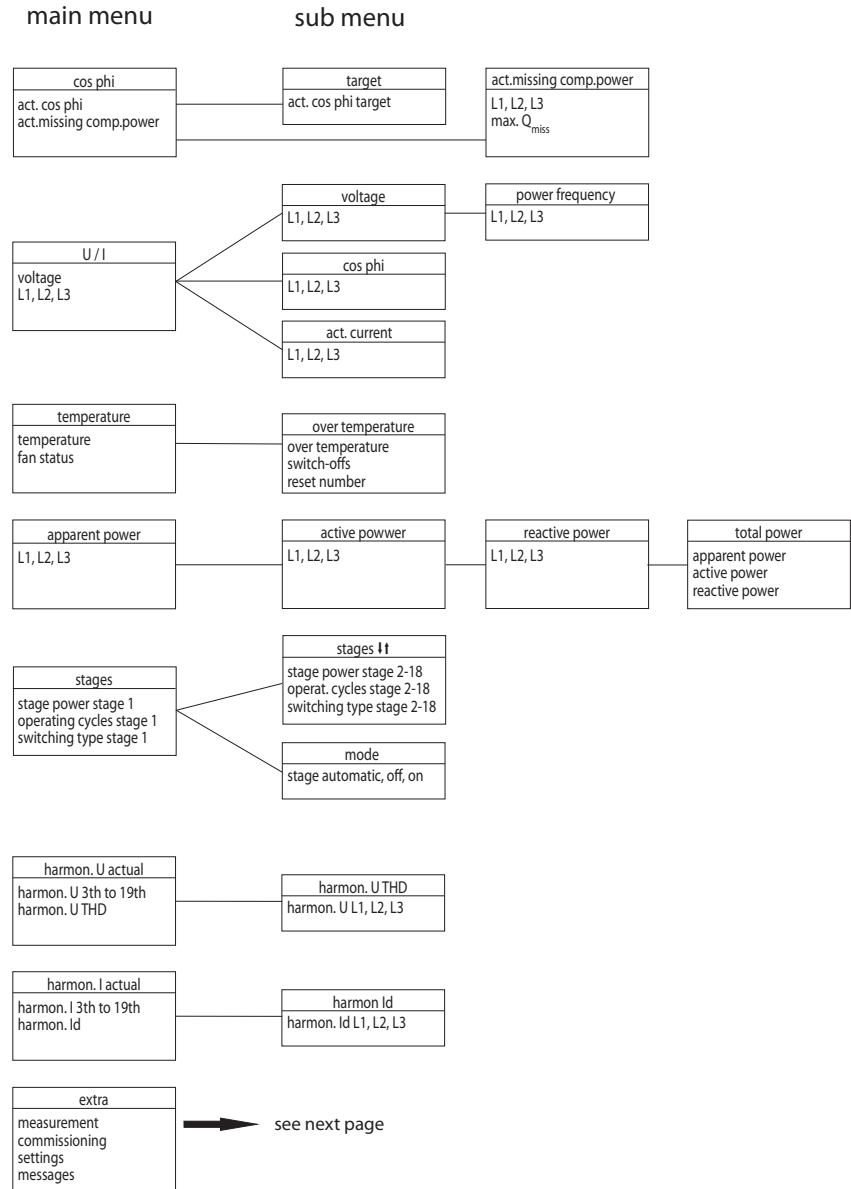 main menu
sub menu
cos phi
act. cos phi
act.missing comp.power
target
act. cos phi target
act.missing comp.power
L1, L2, L3
max. Qmiss
U / I
voltage
L1, L2, L3
voltage
L1, L2, L3
power frequency
L1, L2, L3
cos phi
L1, L2, L3
act. current
L1, L2, L3
temperature
temperature
fan status
over temperature
over temperature
switch-offs
reset number
apparent power
L1, L2, L3
active powwer
L1, L2, L3
reactive power
L1, L2, L3
total power
apparent power
active power
reactive power
stages
stage power stage 1
operating cycles stage 1
switching type stage 1
stages
stage power stage 2-18
operat. cycles stage 2-18
switching type stage 2-18
mode
stage automatic, off, on
harmon. U actual
harmon. U 3th to 19th
harmon. U THD
harmon. U THD
harmon. U L1, L2, L3
harmon. I actual
harmon. I 3th to 19th
harmon. Id
harmon Id
harmon. Id L1, L2, L3
extra
measurement
commissioning
settings
messages
see next page